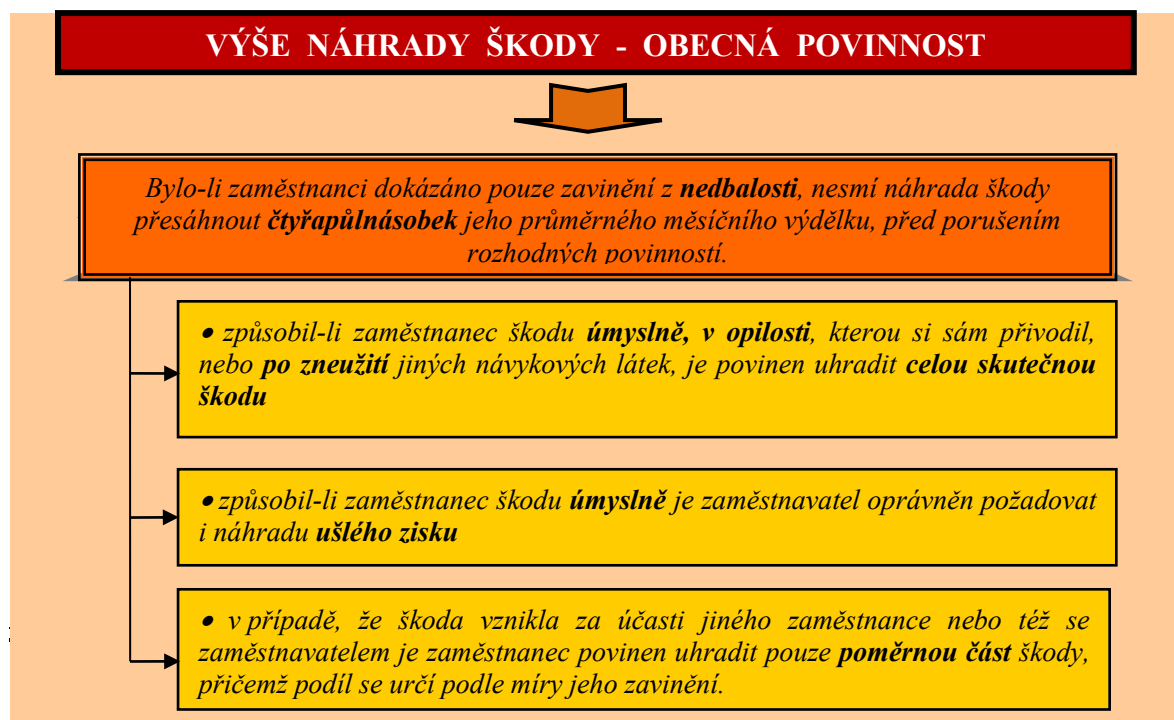 VÝŠE NÁHRADY ŠKODY - OBECNÁ POVINNOST
Bylo-li zaměstnanci dokázáno pouze zavinění z nedbalosti, nesmí náhrada škody
přesáhnout čtyřapůlnásobek jeho průměrného měsíčního výdělku, před porušením
rozhodných povinností.
● způsobil-li zaměstnanec škodu úmyslně, v opilosti, kterou si sám přivodil,
nebo po zneužití jiných návykových látek, je povinen uhradit celou skutečnou
škodu
● způsobil-li zaměstnanec škodu úmyslně je zaměstnavatel oprávněn požadovat
i náhradu ušlého zisku
● v případě, že škoda vznikla za účasti jiného zaměstnance nebo též se
zaměstnavatelem je zaměstnanec povinen uhradit pouze poměrnou část škody,
přičemž podíl se určí podle míry jeho zavinění.